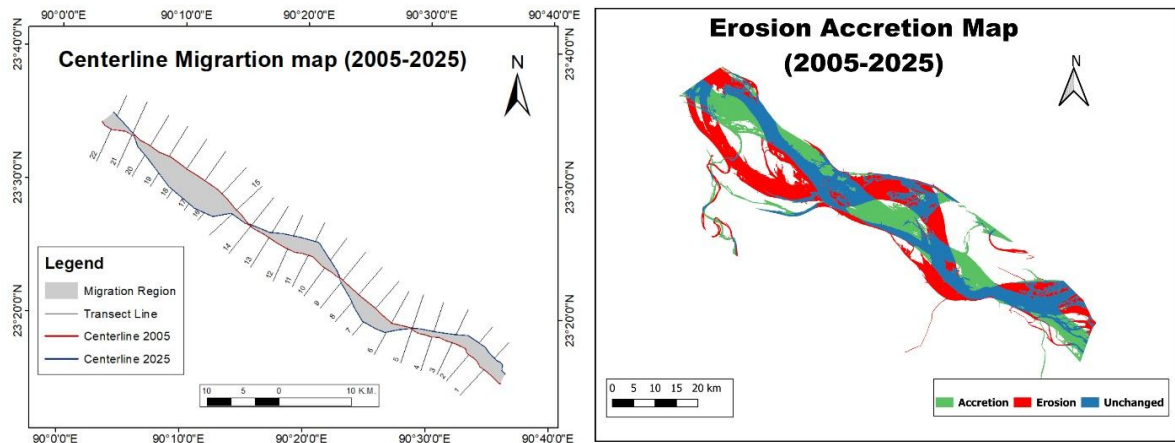 90°0'0"E 90°10'0"E 90°20'0"E 90°30'0"E 90°40'0"E
23°40'0"N
23°30'0"N
23°20'0"N
Centerline Migrartion map (2005-2025)
N
22
21
20
19
18
17
16
15
14
13
12
11
10
9
8
7
6
5
4
3
2
1
Legend
Migration Region
Transect Line
Centerline 2005
Centerline 2025
10 5 0 10 K.M.
90°0'0"E 90°10'0"E 90°20'0"E 90°30'0"E 90°40'0"E
23°40'0"N
23°30'0"N
23°20'0"N
Erosion Accretion Map
(2005-2025)
N
0 5 10 15 20 km
Accretion Erosion Unchanged